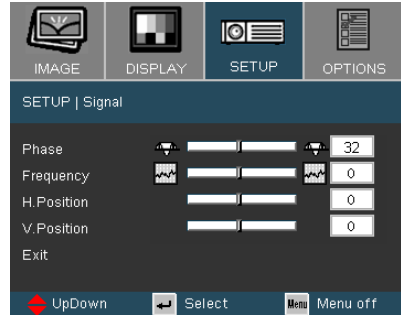 IMAGE DISPLAY SETUP OPTIONS
SETUP | Signal
Phase 32
Frequency 0
H.Position 0
V.Position 0
Exit
UpDown Select Menu Menu off